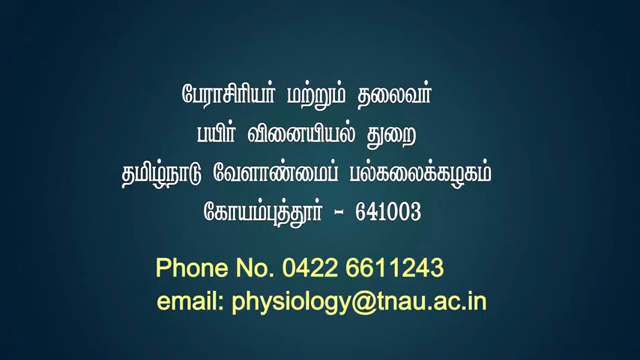 பேராசிரியர் மற்றும் தலைவர்
பயிர் வினையியல் துறை
தமிழ்நாடு வேளாண்மைப் பல்கலைக்கழகம்
கோயம்புத்தூர் - 641003
Phone No. 0422 6611243
email: physiology@tnau.ac.in